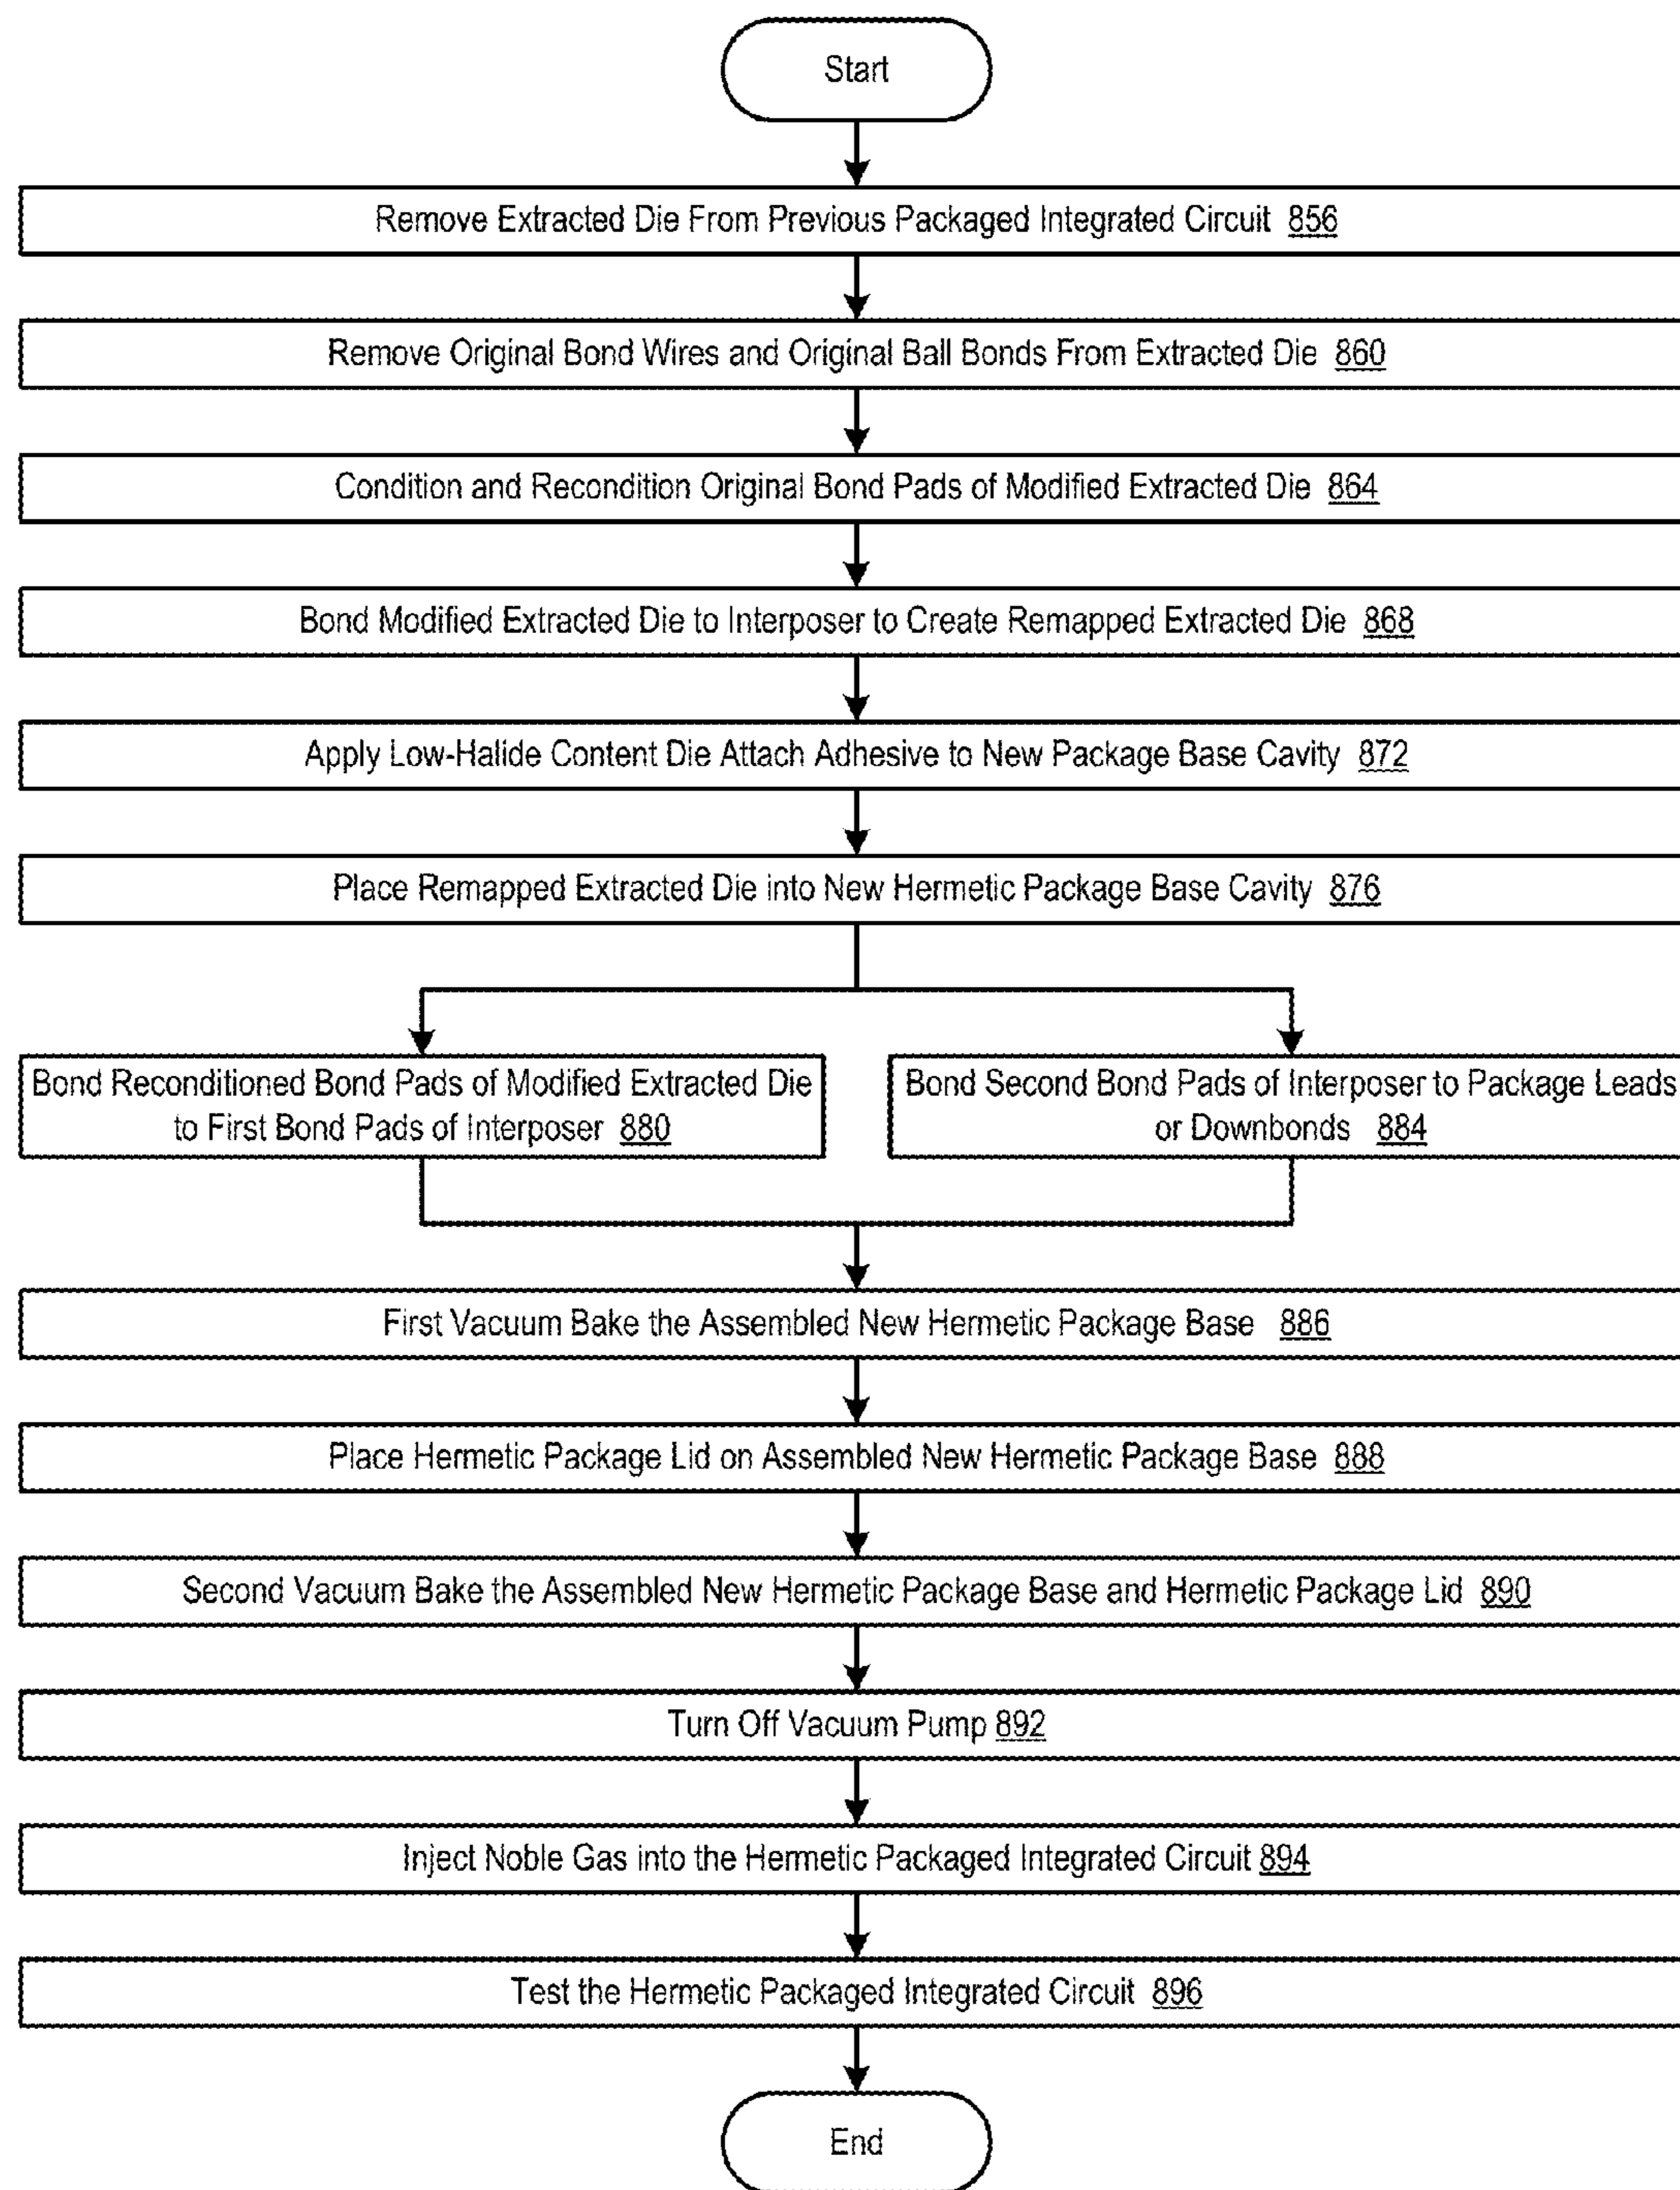 Start
Remove Extracted Die From Previous Packaged Integrated Circuit 856
Remove Original Bond Wires and Original Ball Bonds From Extracted Die 860
Condition and Recondition Original Bond Pads of Modified Extracted Die 864
Bond Modified Extracted Die to Interposer to Create Remapped Extracted Die 868
Apply Low-Halide Content Die Attach Adhesive to New Package Base Cavity 872
Place Remapped Extracted Die into New Hermetic Package Base Cavity 876
Bond Reconditioned Bond Pads of Modified Extracted Die
to First Bond Pads of Interposer 880
Bond Second Bond Pads of Interposer to Package Leads
or Downbonds 884
First Vacuum Bake the Assembled New Hermetic Package Base 886
Place Hermetic Package Lid on Assembled New Hermetic Package Base 888
Second Vacuum Bake the Assembled New Hermetic Package Base and Hermetic Package Lid 890
Turn Off Vacuum Pump 892
Inject Noble Gas into the Hermetic Packaged Integrated Circuit 894
Test the Hermetic Packaged Integrated Circuit 896
End